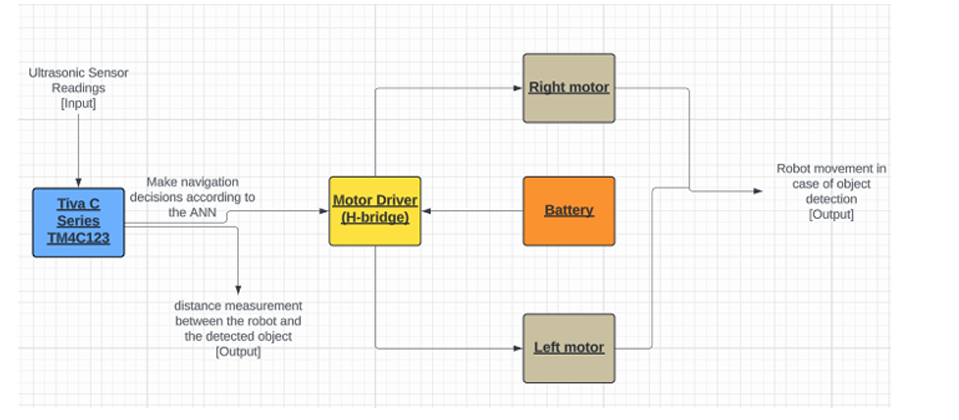 Ultrasonic Sensor
Readings
[Input]
Tiva C
Series
TM4C123
Make navigation
decisions according to
the ANN
distance measurement
between the robot and
the detected object
[Output]
Motor Driver
(H-bridge)
Right motor
Battery
Left motor
Robot movement in
case of object
detection
[Output]